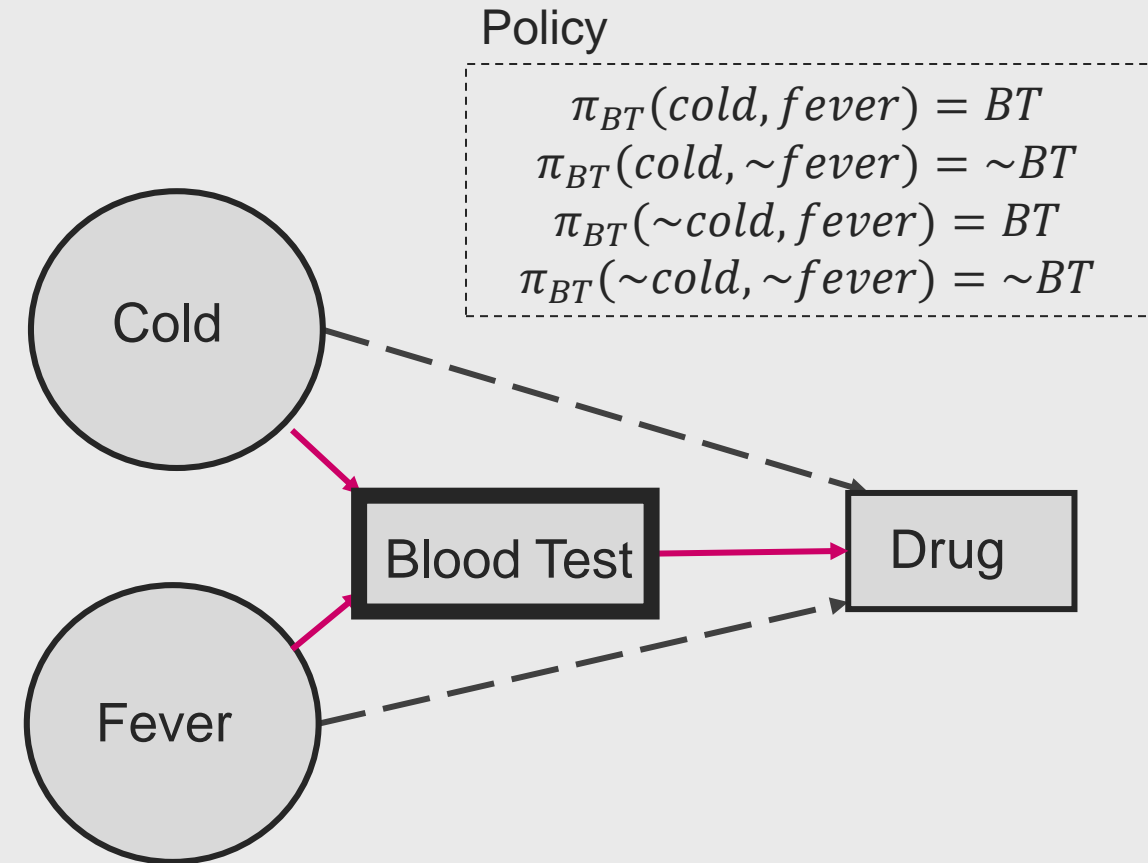 Policy
π_BT(cold, fever) = BT
π_BT(cold, ~fever) = ~BT
π_BT(~cold, fever) = BT
π_BT(~cold, ~fever) = ~BT
Cold
Blood Test
Drug
Fever